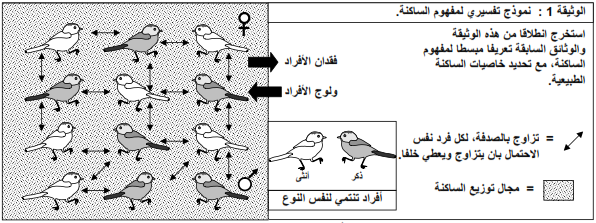 الوثيقة 1 : نموذج تفسيري لمفهوم الساكنة.
استخرج انطلاقا من هذه الوثيقة
والوثائق السابقة تعريفا مبسطا لمفهوم
الساكنة، مع تحديد خاصيات الساكنة
الطبيعية.
فقدان الأفراد
ولوج الأفراد
= تزاوج بالصدفة، لكل فرد نفس
الاحتمال بان يتزاوج ويعطي خلفا.
ذكر
أنثى
أفراد تنتمي لنفس النوع
= مجال توزيع الساكنة
♀
♂